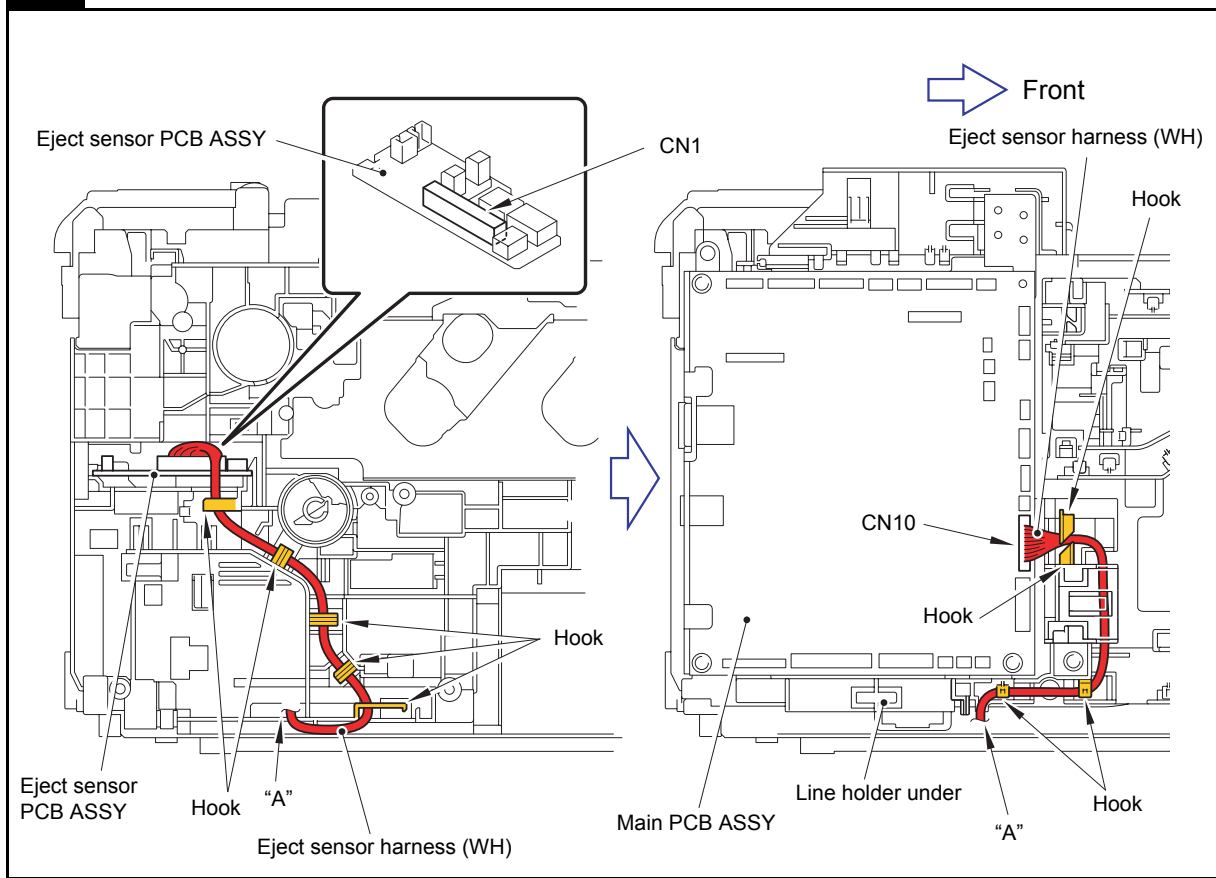 Front
Eject sensor PCB ASSY
CN1
Eject sensor harness (WH)
Hook
CN10
Hook
Hook
Eject sensor
PCB ASSY
Hook
“A”
Eject sensor harness (WH)
Main PCB ASSY
Line holder under
“A”
Hook